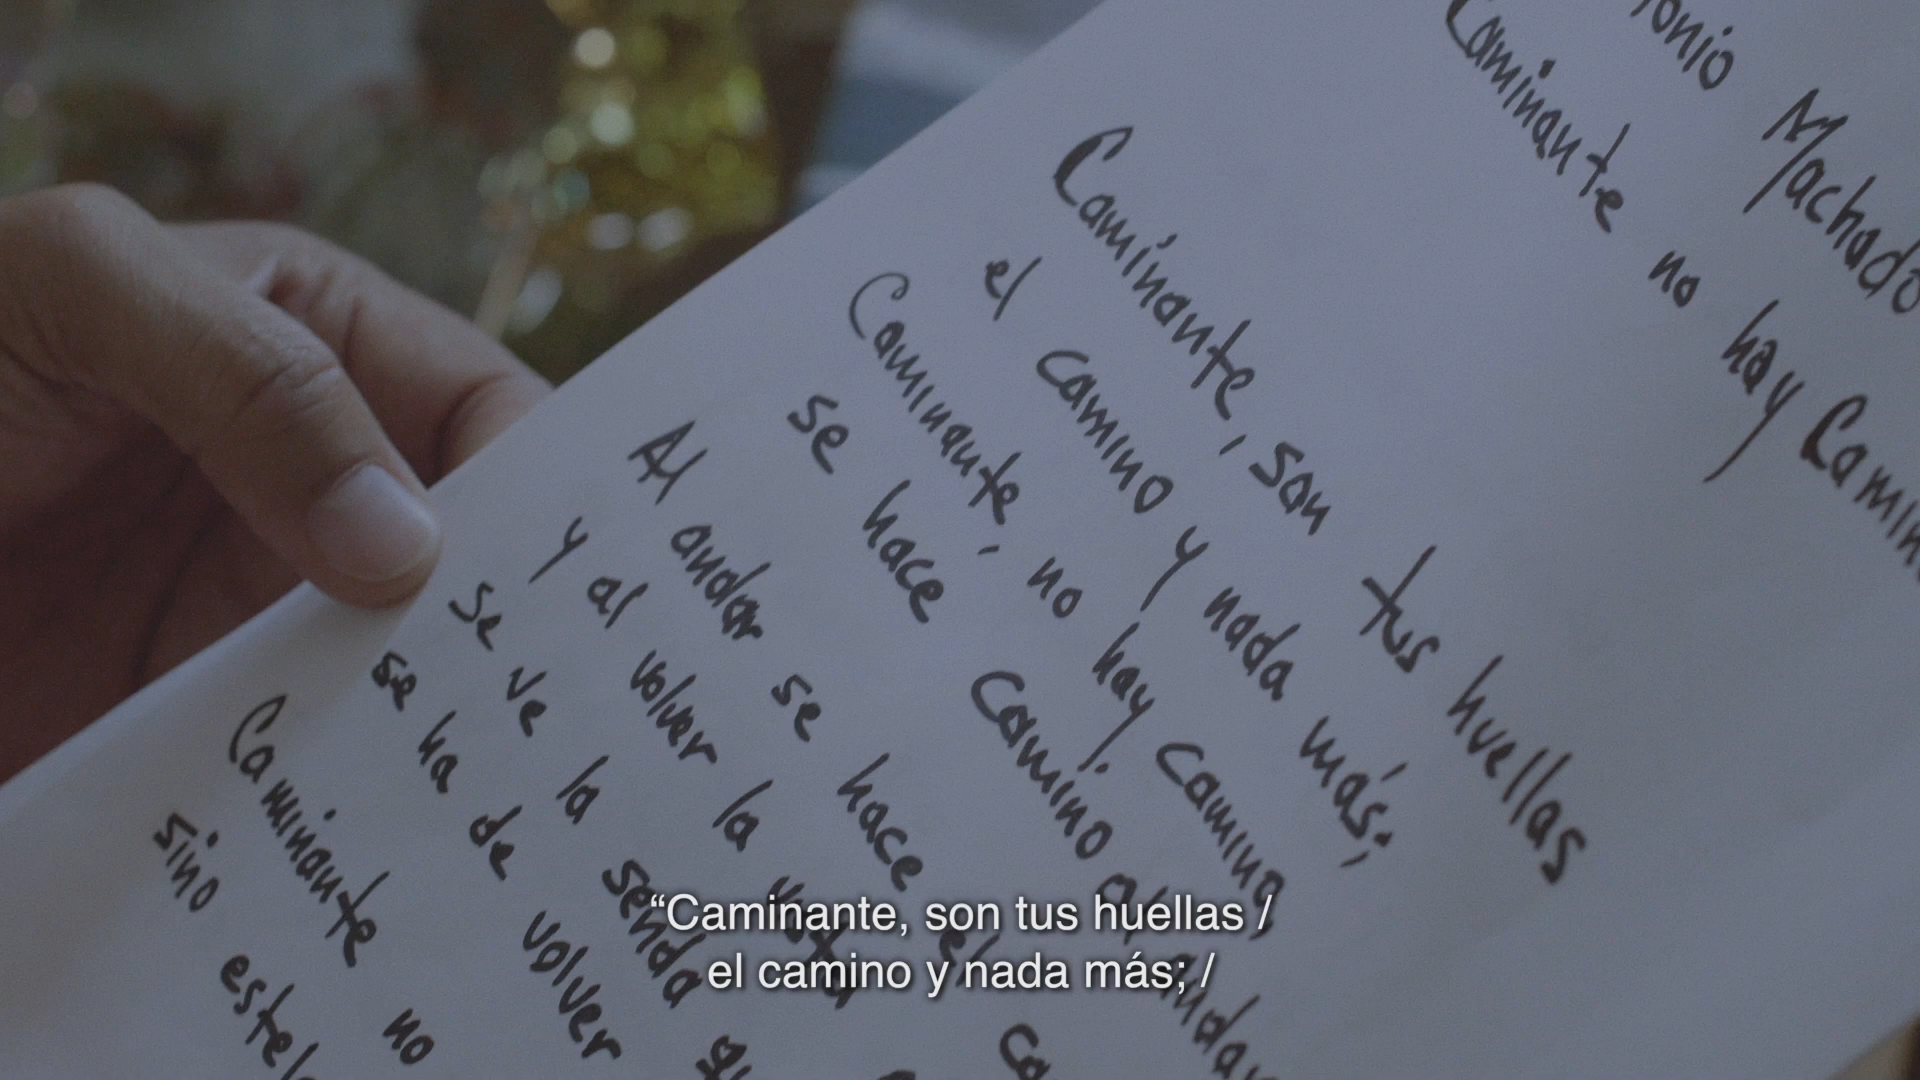 Machado
Caminante no hay
Caminante, son tus huellas
el camino y nada más;
Caminante, no hay camino,
se hace camino al andar
Al andar se hace el
y al volver la vista
se ve la senda
se ha de volver
Caminante no
sino
“Caminante, son tus huellas /
el camino y nada más; /